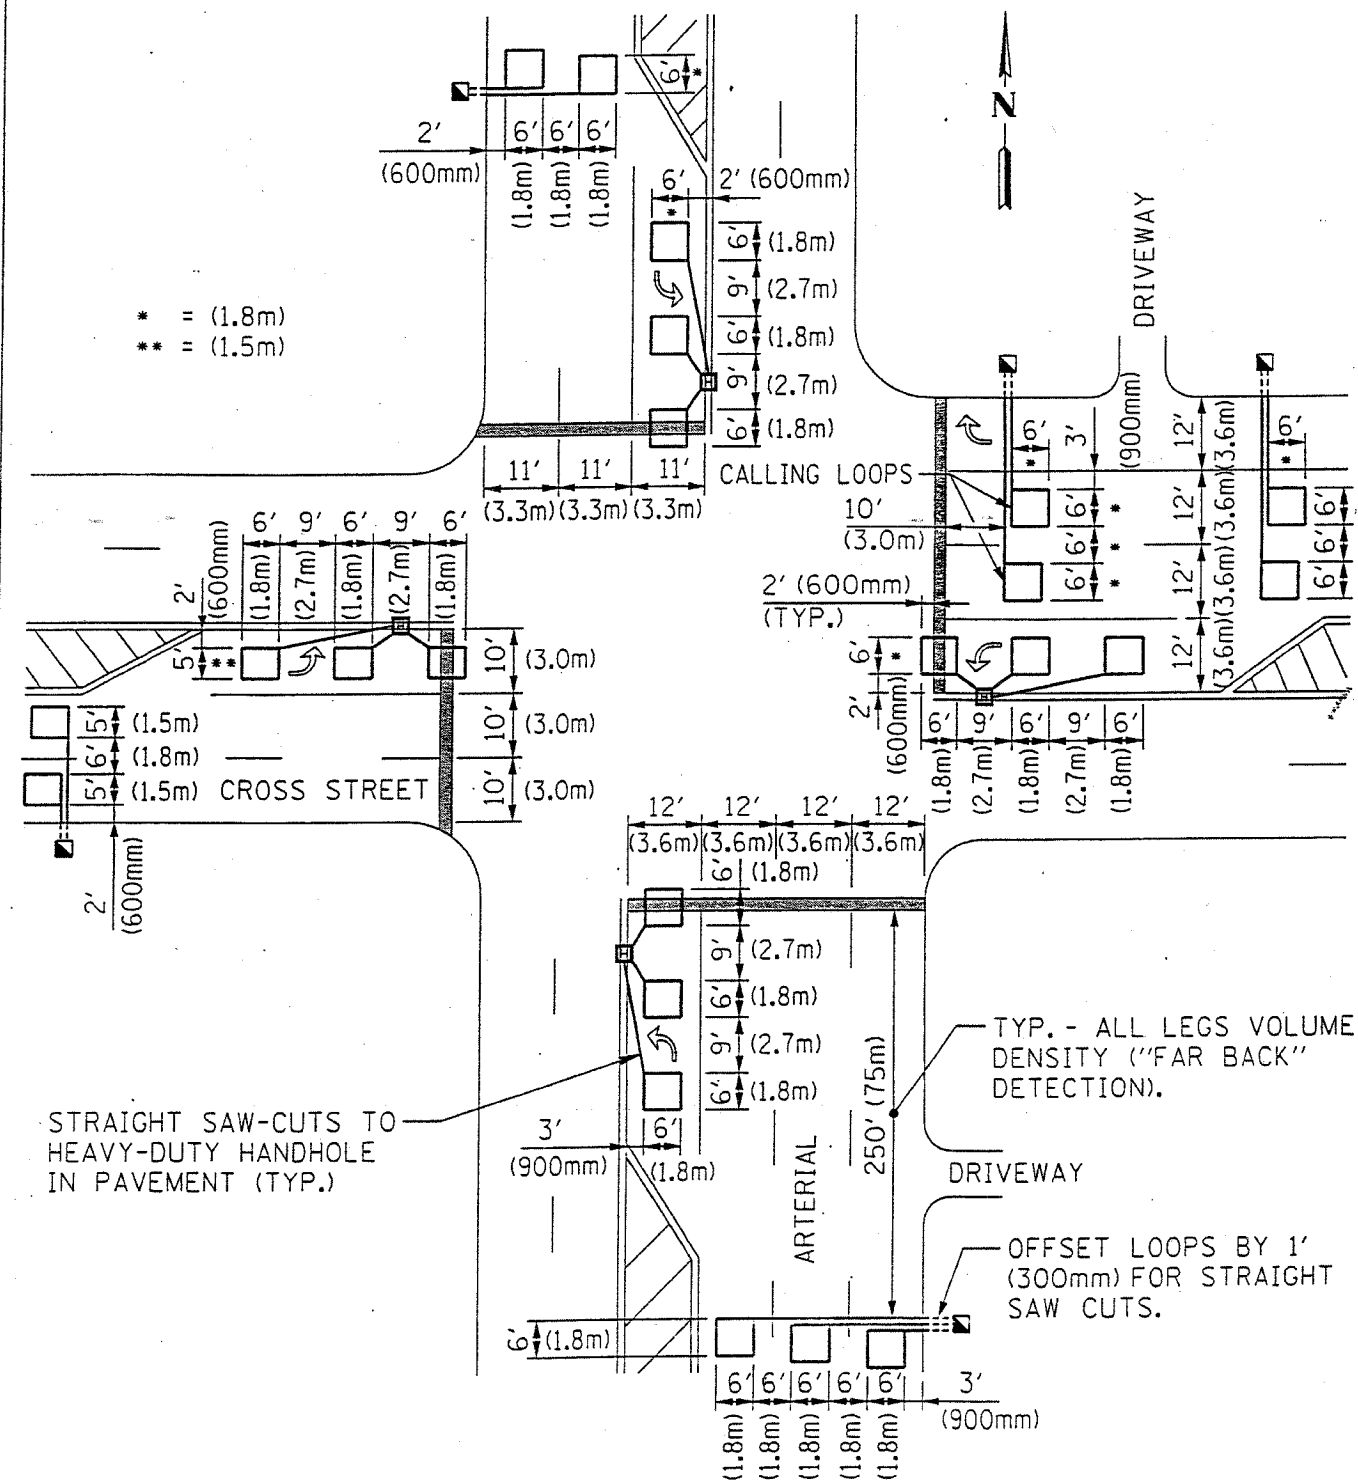 6'
*
2'
(600mm)
6' 6' 6'
(1.8m) (1.8m) (1.8m)
N
6' 2' (600mm)
*
6' (1.8m)
9' (2.7m)
6' (1.8m)
9' (2.7m)
6' (1.8m)
* = (1.8m)
** = (1.5m)
DRIVEWAY
11' 11' 11'
(3.3m) (3.3m) (3.3m)
CALLING LOOPS
10'
(3.0m)
2' (600mm)
(TYP.)
6'
*
3'
(900mm)
12' (3.6m)
12' (3.6m)
12' (3.6m)
12' (3.6m)
6' *
6' *
6' *
6'
*
6'
6'
6'
6'
*
2'
(600mm)
6' 9' 6' 9' 6'
(1.8m) (2.7m) (1.8m) (2.7m) (1.8m)
2'
(600mm)
6' 9' 6' 9' 6'
(1.8m) (2.7m) (1.8m) (2.7m) (1.8m)
5' **
10' (3.0m)
10' (3.0m)
10' (3.0m)
5' (1.5m)
6' (1.8m)
5' (1.5m)
CROSS STREET
2'
(600mm)
12' 12' 12' 12'
(3.6m) (3.6m) (3.6m) (3.6m)
6' (1.8m)
9' (2.7m)
6' (1.8m)
9' (2.7m)
6' (1.8m)
H
H
H
H
STRAIGHT SAW-CUTS TO
HEAVY-DUTY HANDHOLE
IN PAVEMENT (TYP.)
3'
(900mm)
6'
(1.8m)
ARTERIAL
250' (75m)
TYP. - ALL LEGS VOLUME
DENSITY ("FAR BACK"
DETECTION).
DRIVEWAY
OFFSET LOOPS BY 1'
(300mm) FOR STRAIGHT
SAW CUTS.
6' (1.8m)
6' 6' 6' 6' 6'
(1.8m) (1.8m) (1.8m) (1.8m) (1.8m)
3'
(900mm)